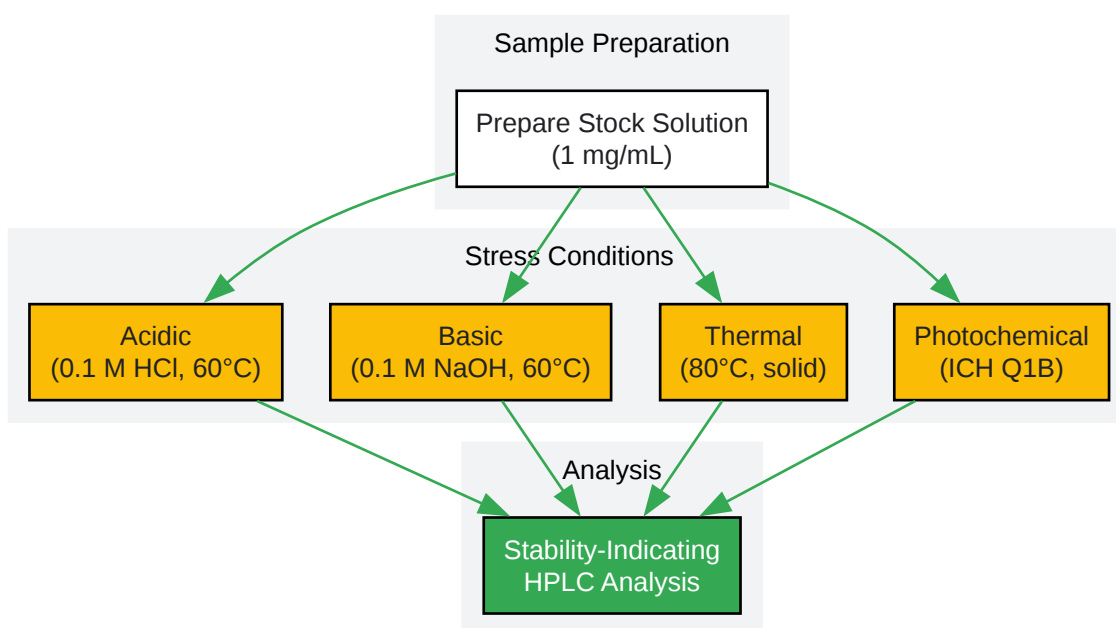 Sample Preparation
Prepare Stock Solution
(1 mg/mL)
Stress Conditions
Acidic
(0.1 M HCl, 60°C)
Basic
(0.1 M NaOH, 60°C)
Thermal
(80°C, solid)
Photochemical
(ICH Q1B)
Analysis
Stability-Indicating
HPLC Analysis